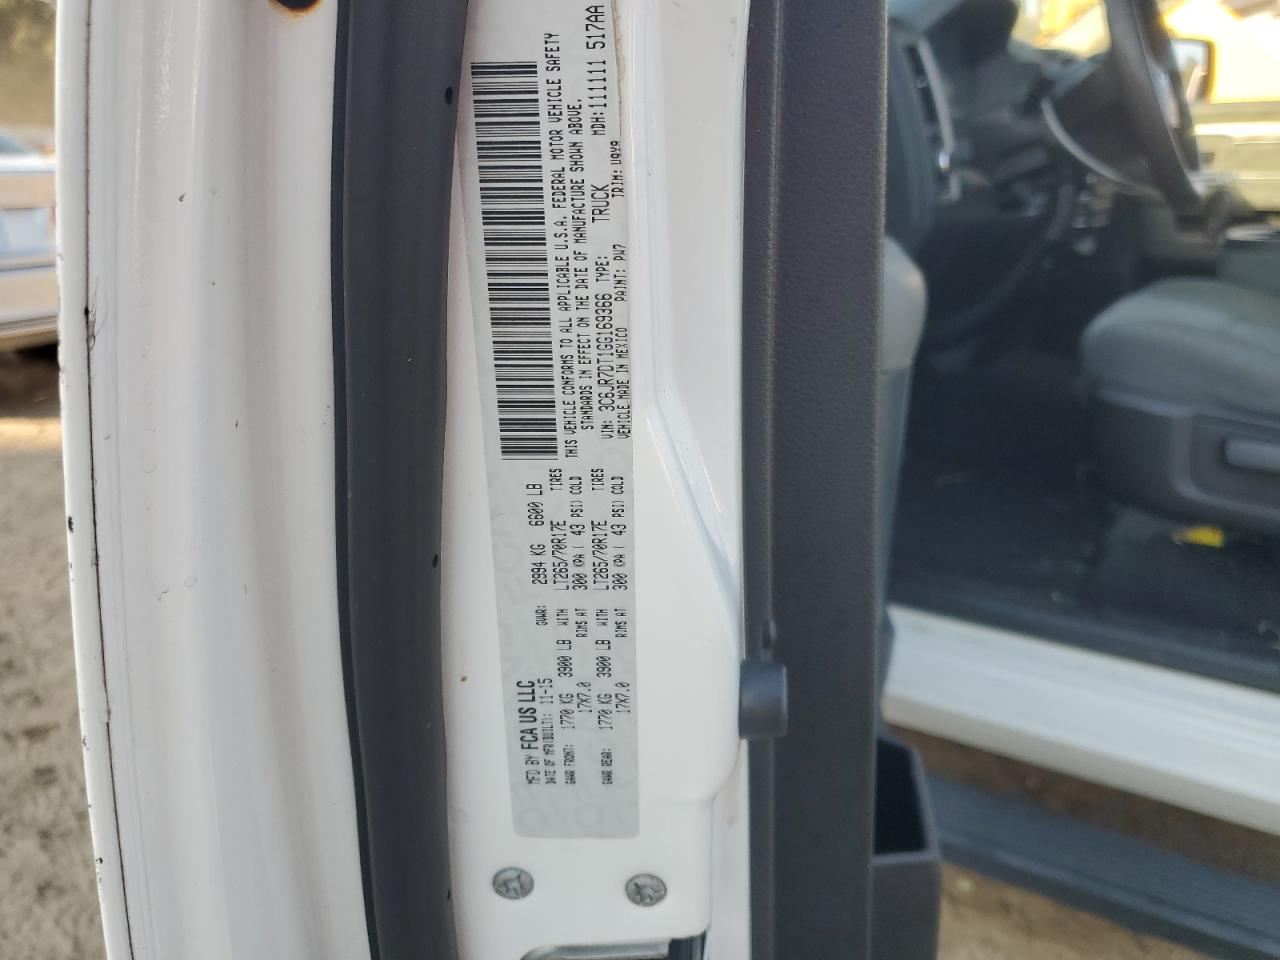 MFD BY FCA US LLC
DATE OF MFR(BUILT): 11-15 GVWR: 2994 KG 6600 LB
GAWR FRONT: 1770 KG 3900 LB WITH LT265/70R17E TIRES
17X7.0 RIMS AT 300 KPA( 43 PSI) COLD
GAWR REAR: 1770 KG 3900 LB WITH LT265/70R17E TIRES
17X7.0 RIMS AT 300 KPA( 43 PSI) COLD
THIS VEHICLE CONFORMS TO ALL APPLICABLE U.S.A. FEDERAL MOTOR VEHICLE SAFETY
STANDARDS IN EFFECT ON THE DATE OF MANUFACTURE SHOWN ABOVE.
VIN: 3C6JR7DT1GG169366 TYPE: TRUCK MDH: 111111 517AA
VEHICLE MADE IN MEXICO PAINT: PW7 TRIM: